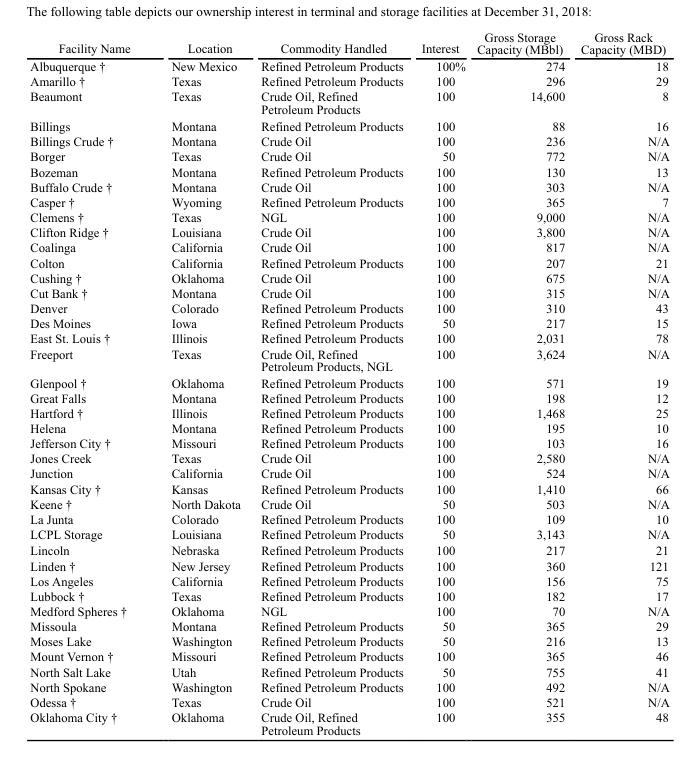 The following table depicts our ownership interest in terminal and storage facilities at December 31, 2018:
Gross Storage Gross Rack
Facility Name Location Commodity Handled Interest Capacity (MBbl) Capacity (MBD)
Albuquerque † New Mexico Refined Petroleum Products 100% 274 18
Amarillo † Texas Refined Petroleum Products 100 296 29
Beaumont Texas Crude Oil, Refined 100 14,600 8
Petroleum Products
Billings Montana Refined Petroleum Products 100 88 16
Billings Crude † Montana Crude Oil 100 236 N/A
Borger Texas Crude Oil 50 772 N/A
Bozeman Montana Refined Petroleum Products 100 130 13
Buffalo Crude † Montana Crude Oil 100 303 N/A
Casper † Wyoming Refined Petroleum Products 100 365 7
Clemens † Texas NGL 100 9,000 N/A
Clifton Ridge † Louisiana Crude Oil 100 3,800 N/A
Coalinga California Crude Oil 100 817 N/A
Colton California Refined Petroleum Products 100 207 21
Cushing † Oklahoma Crude Oil 100 675 N/A
Cut Bank † Montana Crude Oil 100 315 N/A
Denver Colorado Refined Petroleum Products 100 310 43
Des Moines Iowa Refined Petroleum Products 50 217 15
East St. Louis † Illinois Refined Petroleum Products 100 2,031 78
Freeport Texas Crude Oil, Refined 100 3,624 N/A
Petroleum Products, NGL
Glenpool † Oklahoma Refined Petroleum Products 100 571 19
Great Falls Montana Refined Petroleum Products 100 198 12
Hartford † Illinois Refined Petroleum Products 100 1,468 25
Helena Montana Refined Petroleum Products 100 195 10
Jefferson City † Missouri Refined Petroleum Products 100 103 16
Jones Creek Texas Crude Oil 100 2,580 N/A
Junction California Crude Oil 100 524 N/A
Kansas City † Kansas Refined Petroleum Products 100 1,410 66
Keene † North Dakota Crude Oil 50 503 N/A
La Junta Colorado Refined Petroleum Products 100 109 10
LCPL Storage Louisiana Refined Petroleum Products 50 3,143 N/A
Lincoln Nebraska Refined Petroleum Products 100 217 21
Linden † New Jersey Refined Petroleum Products 100 360 121
Los Angeles California Refined Petroleum Products 100 156 75
Lubbock † Texas Refined Petroleum Products 100 182 17
Medford Spheres † Oklahoma NGL 100 70 N/A
Missoula Montana Refined Petroleum Products 50 365 29
Moses Lake Washington Refined Petroleum Products 50 216 13
Mount Vernon † Missouri Refined Petroleum Products 100 365 46
North Salt Lake Utah Refined Petroleum Products 50 755 41
North Spokane Washington Refined Petroleum Products 100 492 N/A
Odessa † Texas Crude Oil 100 521 N/A
Oklahoma City † Oklahoma Crude Oil, Refined 100 355 48
Petroleum Products